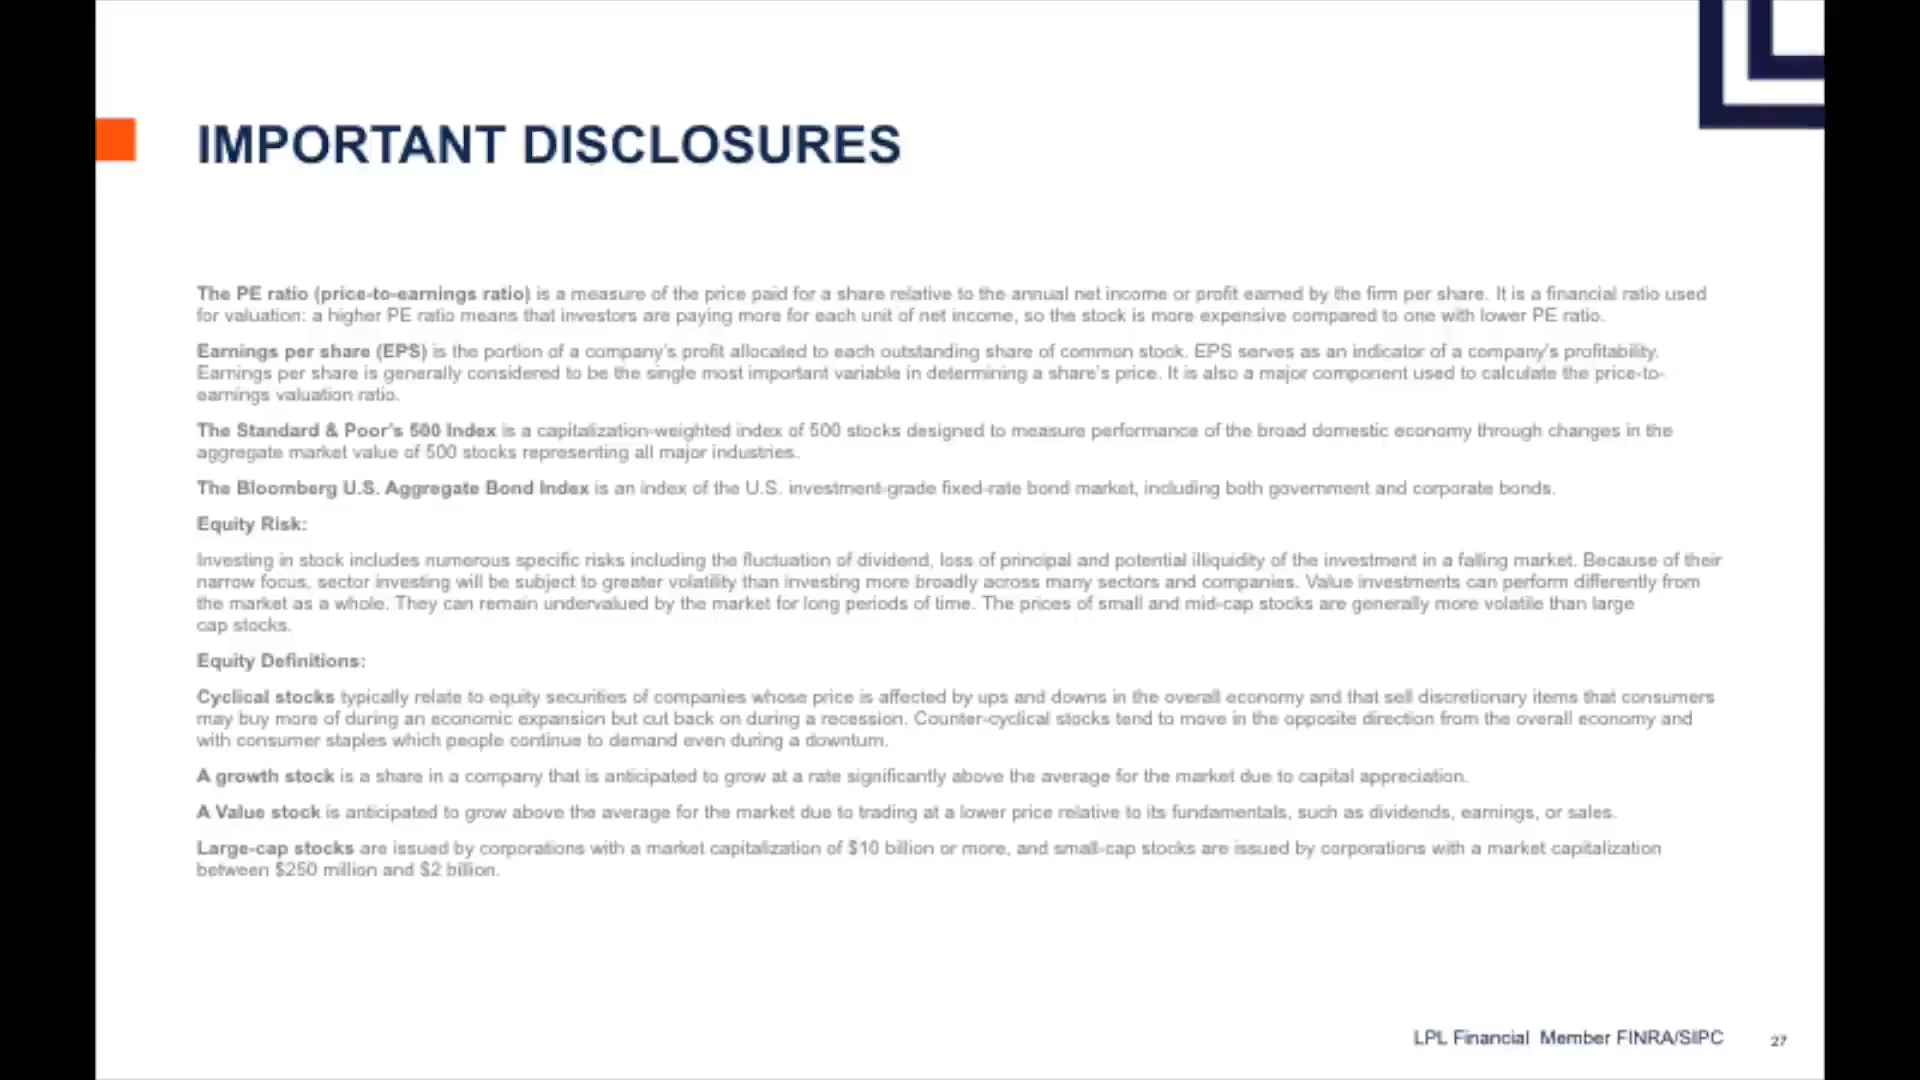 IMPORTANT DISCLOSURES
The PE ratio (price-to-earnings ratio) is a measure of the price paid for a share relative to the annual net income or profit earned by the firm per share. It is a financial ratio used
for valuation: a higher PE ratio means that investors are paying more for each unit of net income, so the stock is more expensive compared to one with lower PE ratio.
Earnings per share (EPS) is the portion of a company's profit allocated to each outstanding share of common stock. EPS serves as an indicator of a company's profitability.
Earnings per share is generally considered to be the single most important variable in determining a share's price. It is also a major component used to calculate the price-to-
earnings valuation ratio.
The Standard & Poor's 500 Index is a capitalization-weighted index of 500 stocks designed to measure performance of the broad domestic economy through changes in the
aggregate market value of 500 stocks representing all major industries.
The Bloomberg U.S. Aggregate Bond Index is an index of the U.S. investment-grade fixed-rate bond market, including both government and corporate bonds.
Equity Risk:
Investing in stock includes numerous specific risks including the fluctuation of dividend, loss of principal and potential illiquidity of the investment in a falling market. Because of their
narrow focus, sector investing will be subject to greater volatility than investing more broadly across many sectors and companies. Value investments can perform differently from
the market as a whole. They can remain undervalued by the market for long periods of time. The prices of small and mid-cap stocks are generally more volatile than large
cap stocks.
Equity Definitions:
Cyclical stocks typically relate to equity securities of companies whose price is affected by ups and downs in the overall economy and that sell discretionary items that consumers
may buy more of during an economic expansion but cut back on during a recession. Counter-cyclical stocks tend to move in the opposite direction from the overall economy and
with consumer staples which people continue to demand even during a downturn.
A growth stock is a share in a company that is anticipated to grow at a rate significantly above the average for the market due to capital appreciation.
A Value stock is anticipated to grow above the average for the market due to trading at a lower price relative to its fundamentals, such as dividends, earnings, or sales.
Large-cap stocks are issued by corporations with a market capitalization of $10 billion or more, and small-cap stocks are issued by corporations with a market capitalization
between $250 million and $2 billion.
LPL Financial Member FINRA/SIPC 27